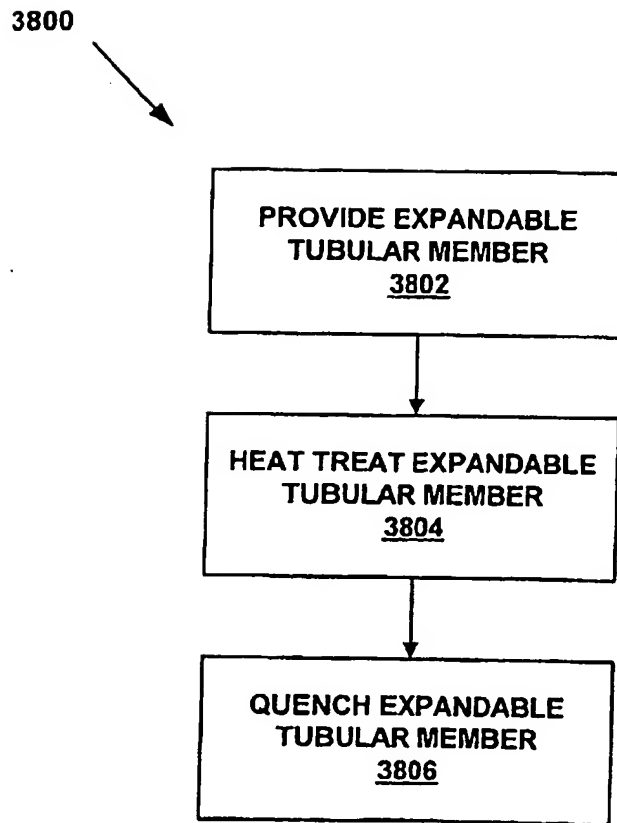 3800
PROVIDE EXPANDABLE
TUBULAR MEMBER
3802
HEAT TREAT EXPANDABLE
TUBULAR MEMBER
3804
QUENCH EXPANDABLE
TUBULAR MEMBER
3806